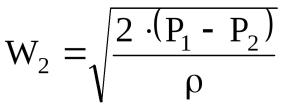 W₂ = √(2 ·(P₁ - P₂) / ρ)